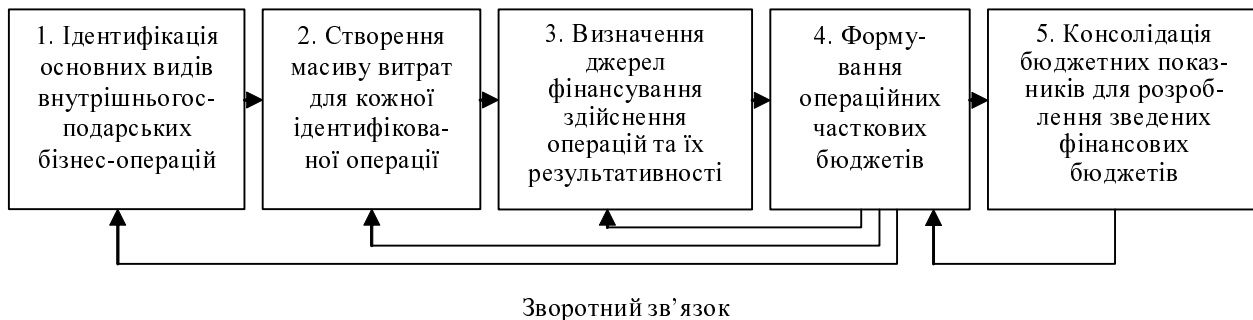 1. Ідентифікація
основних видів
внутрішньогос-
подарських
бізнес-операцій
2. Створення
масиву витрат
для кожної
ідентифікова-
ної операції
3. Визначення
джерел
фінансування
здійснення
операцій та їх
результативності
4. Форму-
вання
операційних
часткових
бюджетів
5. Консолідація
бюджетних показ-
ників для розроб-
лення зведених
фінансових
бюджетів
Зворотний зв’язок